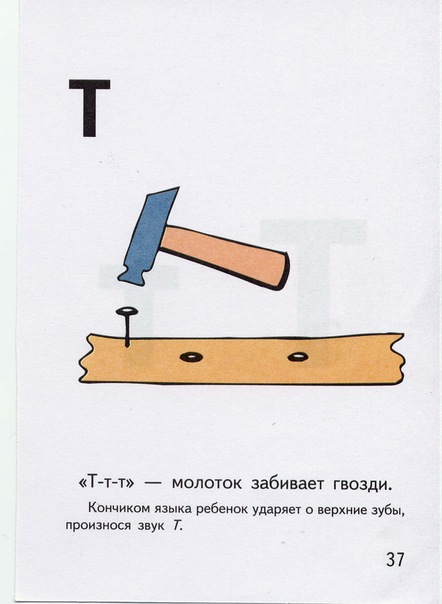 Т
«Т-т-т» — молоток забивает гвозди.
Кончиком языка ребенок ударяет о верхние зубы,
произнося звук Т.
37